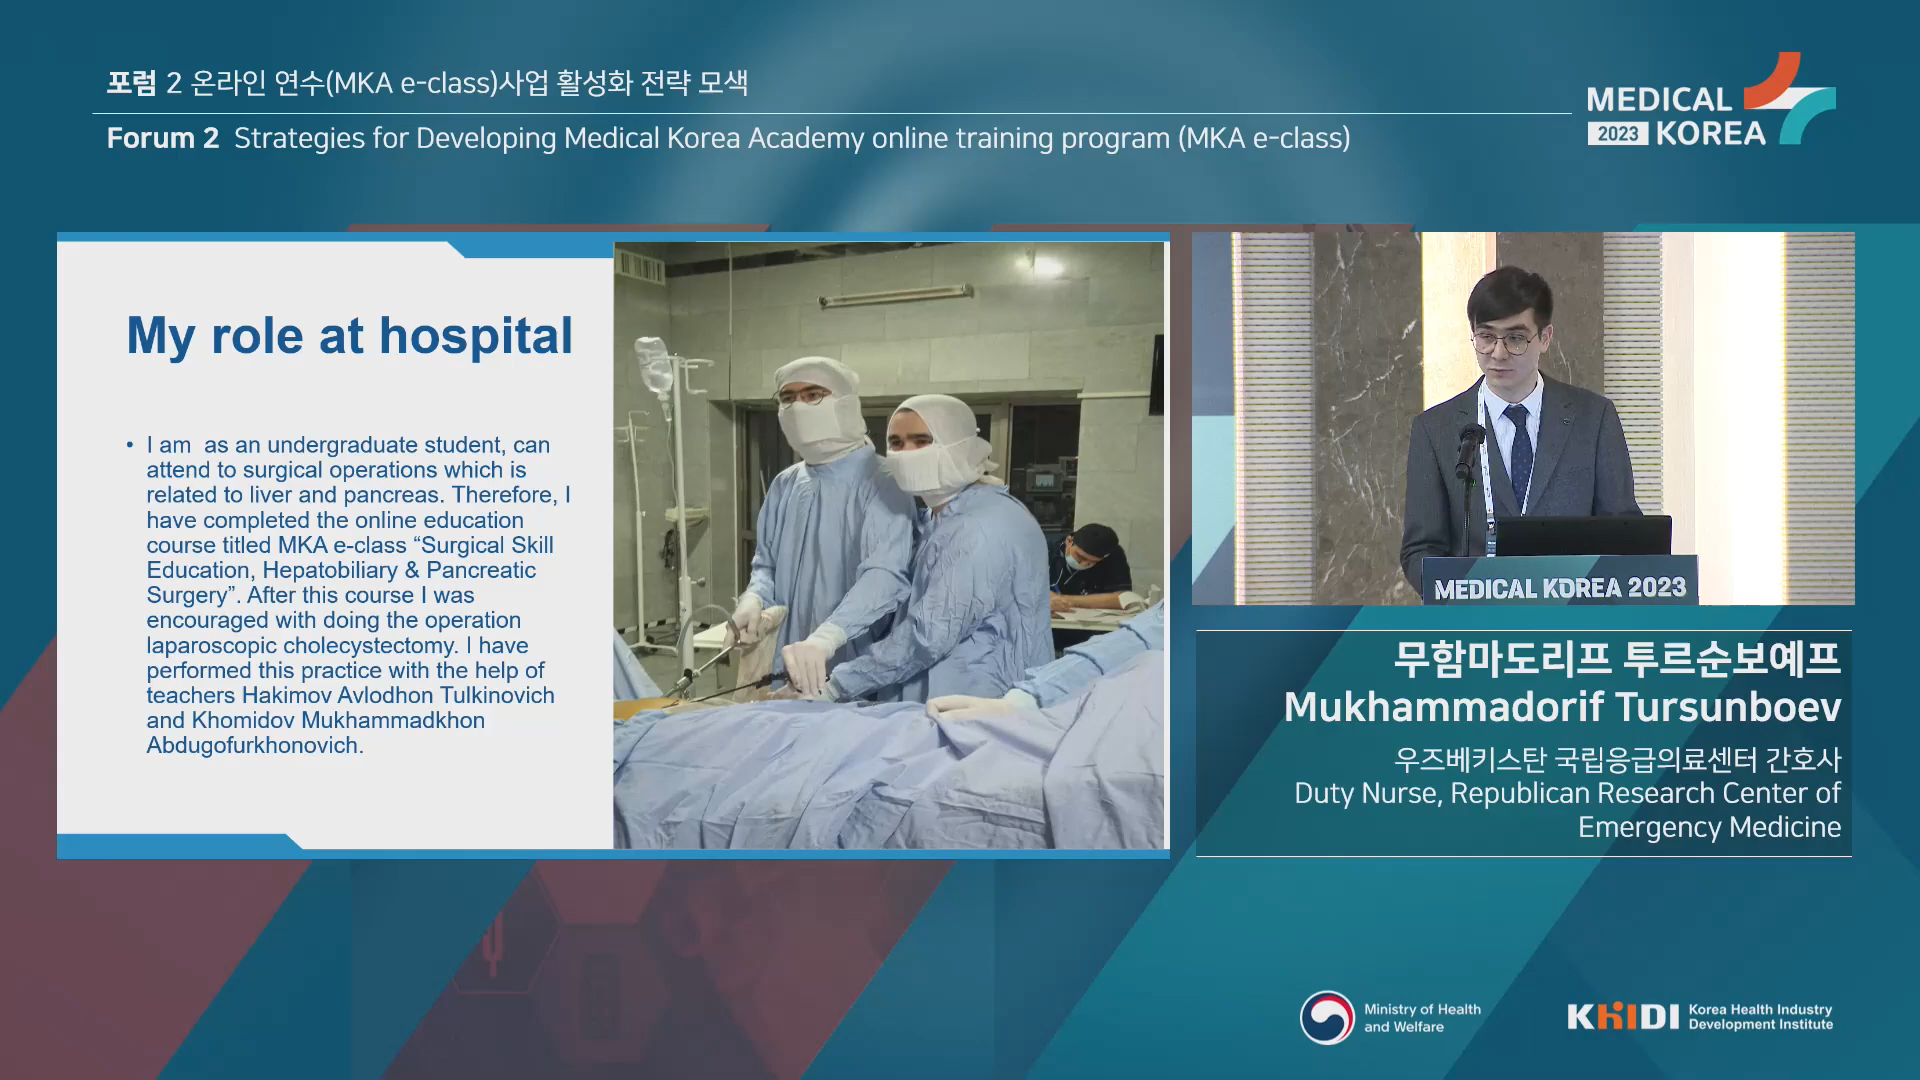 포럼 2 온라인 연수(MKA e-class)사업 활성화 전략 모색
Forum 2 Strategies for Developing Medical Korea Academy online training program (MKA e-class)
MEDICAL
2023 KOREA
My role at hospital
• I am  as an undergraduate student, can
attend to surgical operations which is
related to liver and pancreas. Therefore, I
have completed the online education
course titled MKA e-class “Surgical Skill
Education, Hepatobiliary & Pancreatic
Surgery”. After this course I was
encouraged with doing the operation
laparoscopic cholecystectomy. I have
performed this practice with the help of
teachers Hakimov Avlodhon Tulkinovich
and Khomidov Mukhammadkhon
Abdugofurkhonovich.
MEDICAL KOREA 2023
무함마도리프 투르순보예프
Mukhammadorif Tursunboev
우즈베키스탄 국립응급의료센터 간호사
Duty Nurse, Republican Research Center of
Emergency Medicine
Ministry of Health
and Welfare
KHIDI Korea Health Industry
Development Institute